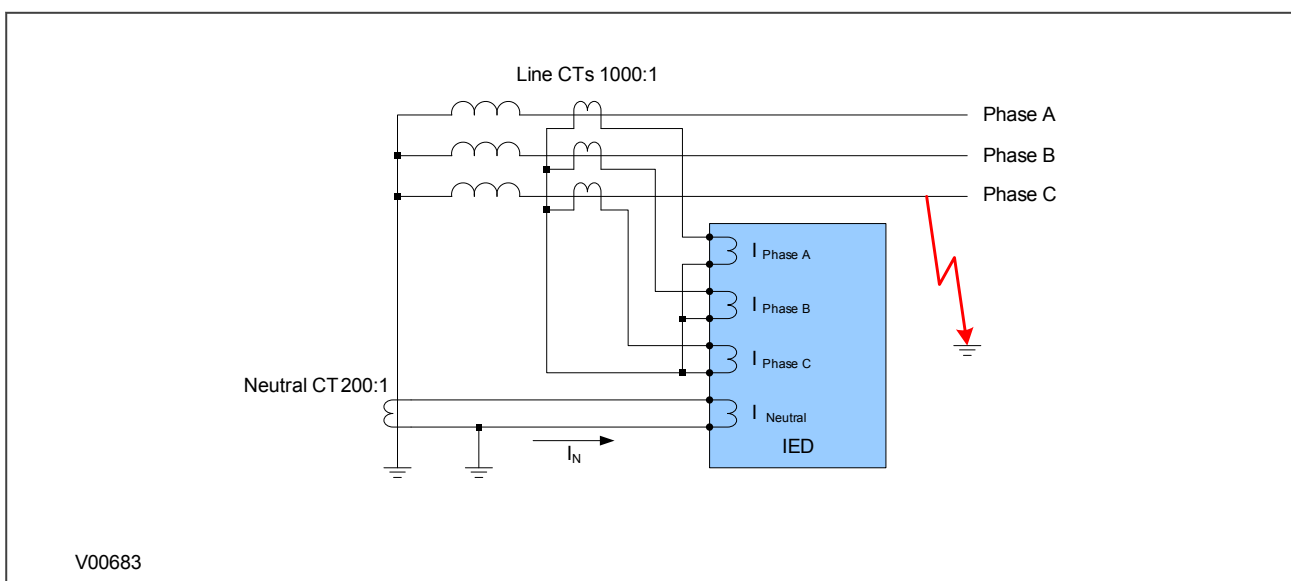 Line CTs 1000:1
Phase A
Phase B
Phase C
I Phase A
I Phase B
I Phase C
Neutral CT 200:1
I Neutral
IED
IN
V00683